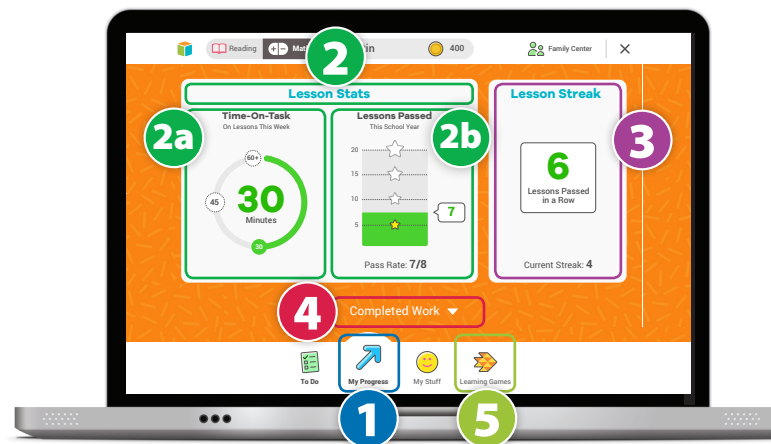 Reading
Mat
in
400
Family Center
2
Lesson Stats
Lesson Streak
2a
Time-On-Task
On Lessons This Week
60+
45
30
Minutes
30
Lessons Passed
This School Year
20
15
10
5
7
Pass Rate: 7/8
2b
3
6
Lessons Passed
in a Row
Current Streak: 4
4
Completed Work
To Do
My Progress
My Stuff
Learning Games
1
5